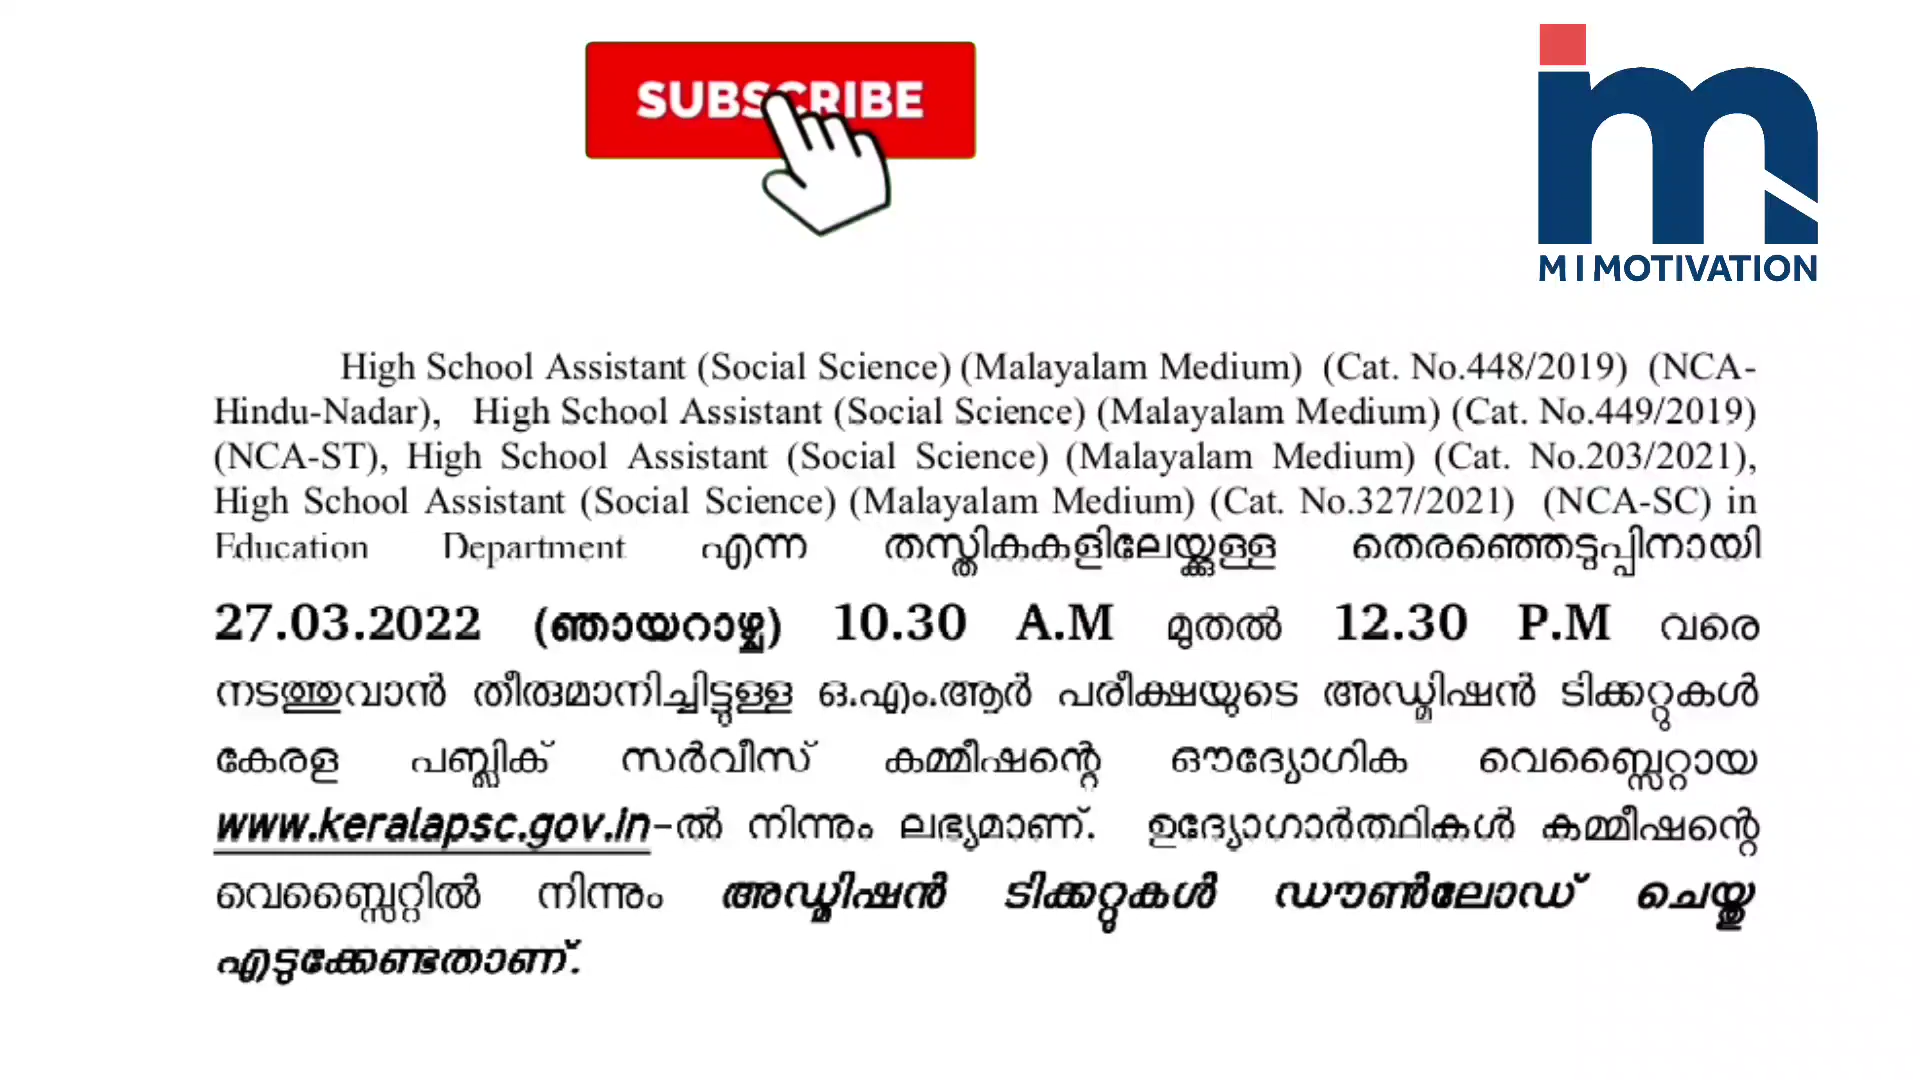 SUBSCRIBE
M I MOTIVATION
High School Assistant (Social Science) (Malayalam Medium) (Cat. No.448/2019) (NCA-
Hindu-Nadar), High School Assistant (Social Science) (Malayalam Medium) (Cat. No.449/2019)
(NCA-ST), High School Assistant (Social Science) (Malayalam Medium) (Cat. No.203/2021),
High School Assistant (Social Science) (Malayalam Medium) (Cat. No.327/2021) (NCA-SC) in
Education Department എന്ന തസ്തികകളിലേയ്ക്കുള്ള തെരഞ്ഞെടുപ്പിനായി
27.03.2022 (ഞായറാഴ്ച) 10.30 A.M മുതൽ 12.30 P.M വരെ
നടത്തുവാൻ തീരുമാനിച്ചിട്ടുള്ള ഒ.എം.ആർ പരീക്ഷയുടെ അഡ്മിഷൻ ടിക്കറ്റുകൾ
കേരള പബ്ലിക് സർവീസ് കമ്മീഷന്റെ ഔദ്യോഗിക വെബ്സൈറ്റായ
www.keralapsc.gov.in-ൽ നിന്നും ലഭ്യമാണ്. ഉദ്യോഗാർത്ഥികൾ കമ്മീഷന്റെ
വെബ്സൈറ്റിൽ നിന്നും അഡ്മിഷൻ ടിക്കറ്റുകൾ ഡൗൺലോഡ് ചെയ്തു
എടുക്കേണ്ടതാണ്.